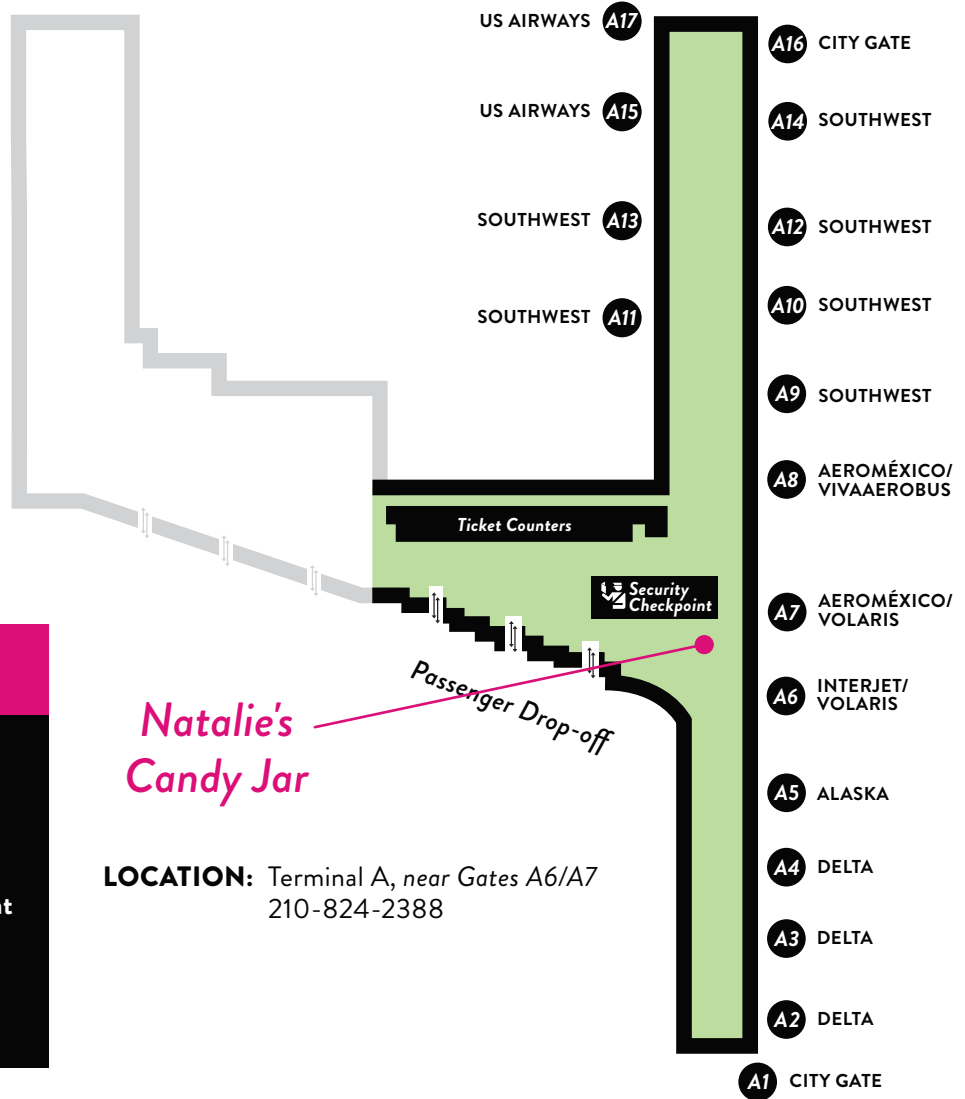 US AIRWAYS A17
A16 CITY GATE
US AIRWAYS A15
A14 SOUTHWEST
SOUTHWEST A13
A12 SOUTHWEST
A10 SOUTHWEST
SOUTHWEST A11
A9 SOUTHWEST
A8 AEROMÉXICO/
VIVAAEROBUS
Ticket Counters
Security
Checkpoint
A7 AEROMÉXICO/
VOLARIS
A6 INTERJET/
VOLARIS
Passenger Drop-off
Natalie's
Candy Jar
A5 ALASKA
A4 DELTA
LOCATION: Terminal A, near Gates A6/A7
210-824-2388
A3 DELTA
A2 DELTA
A1 CITY GATE